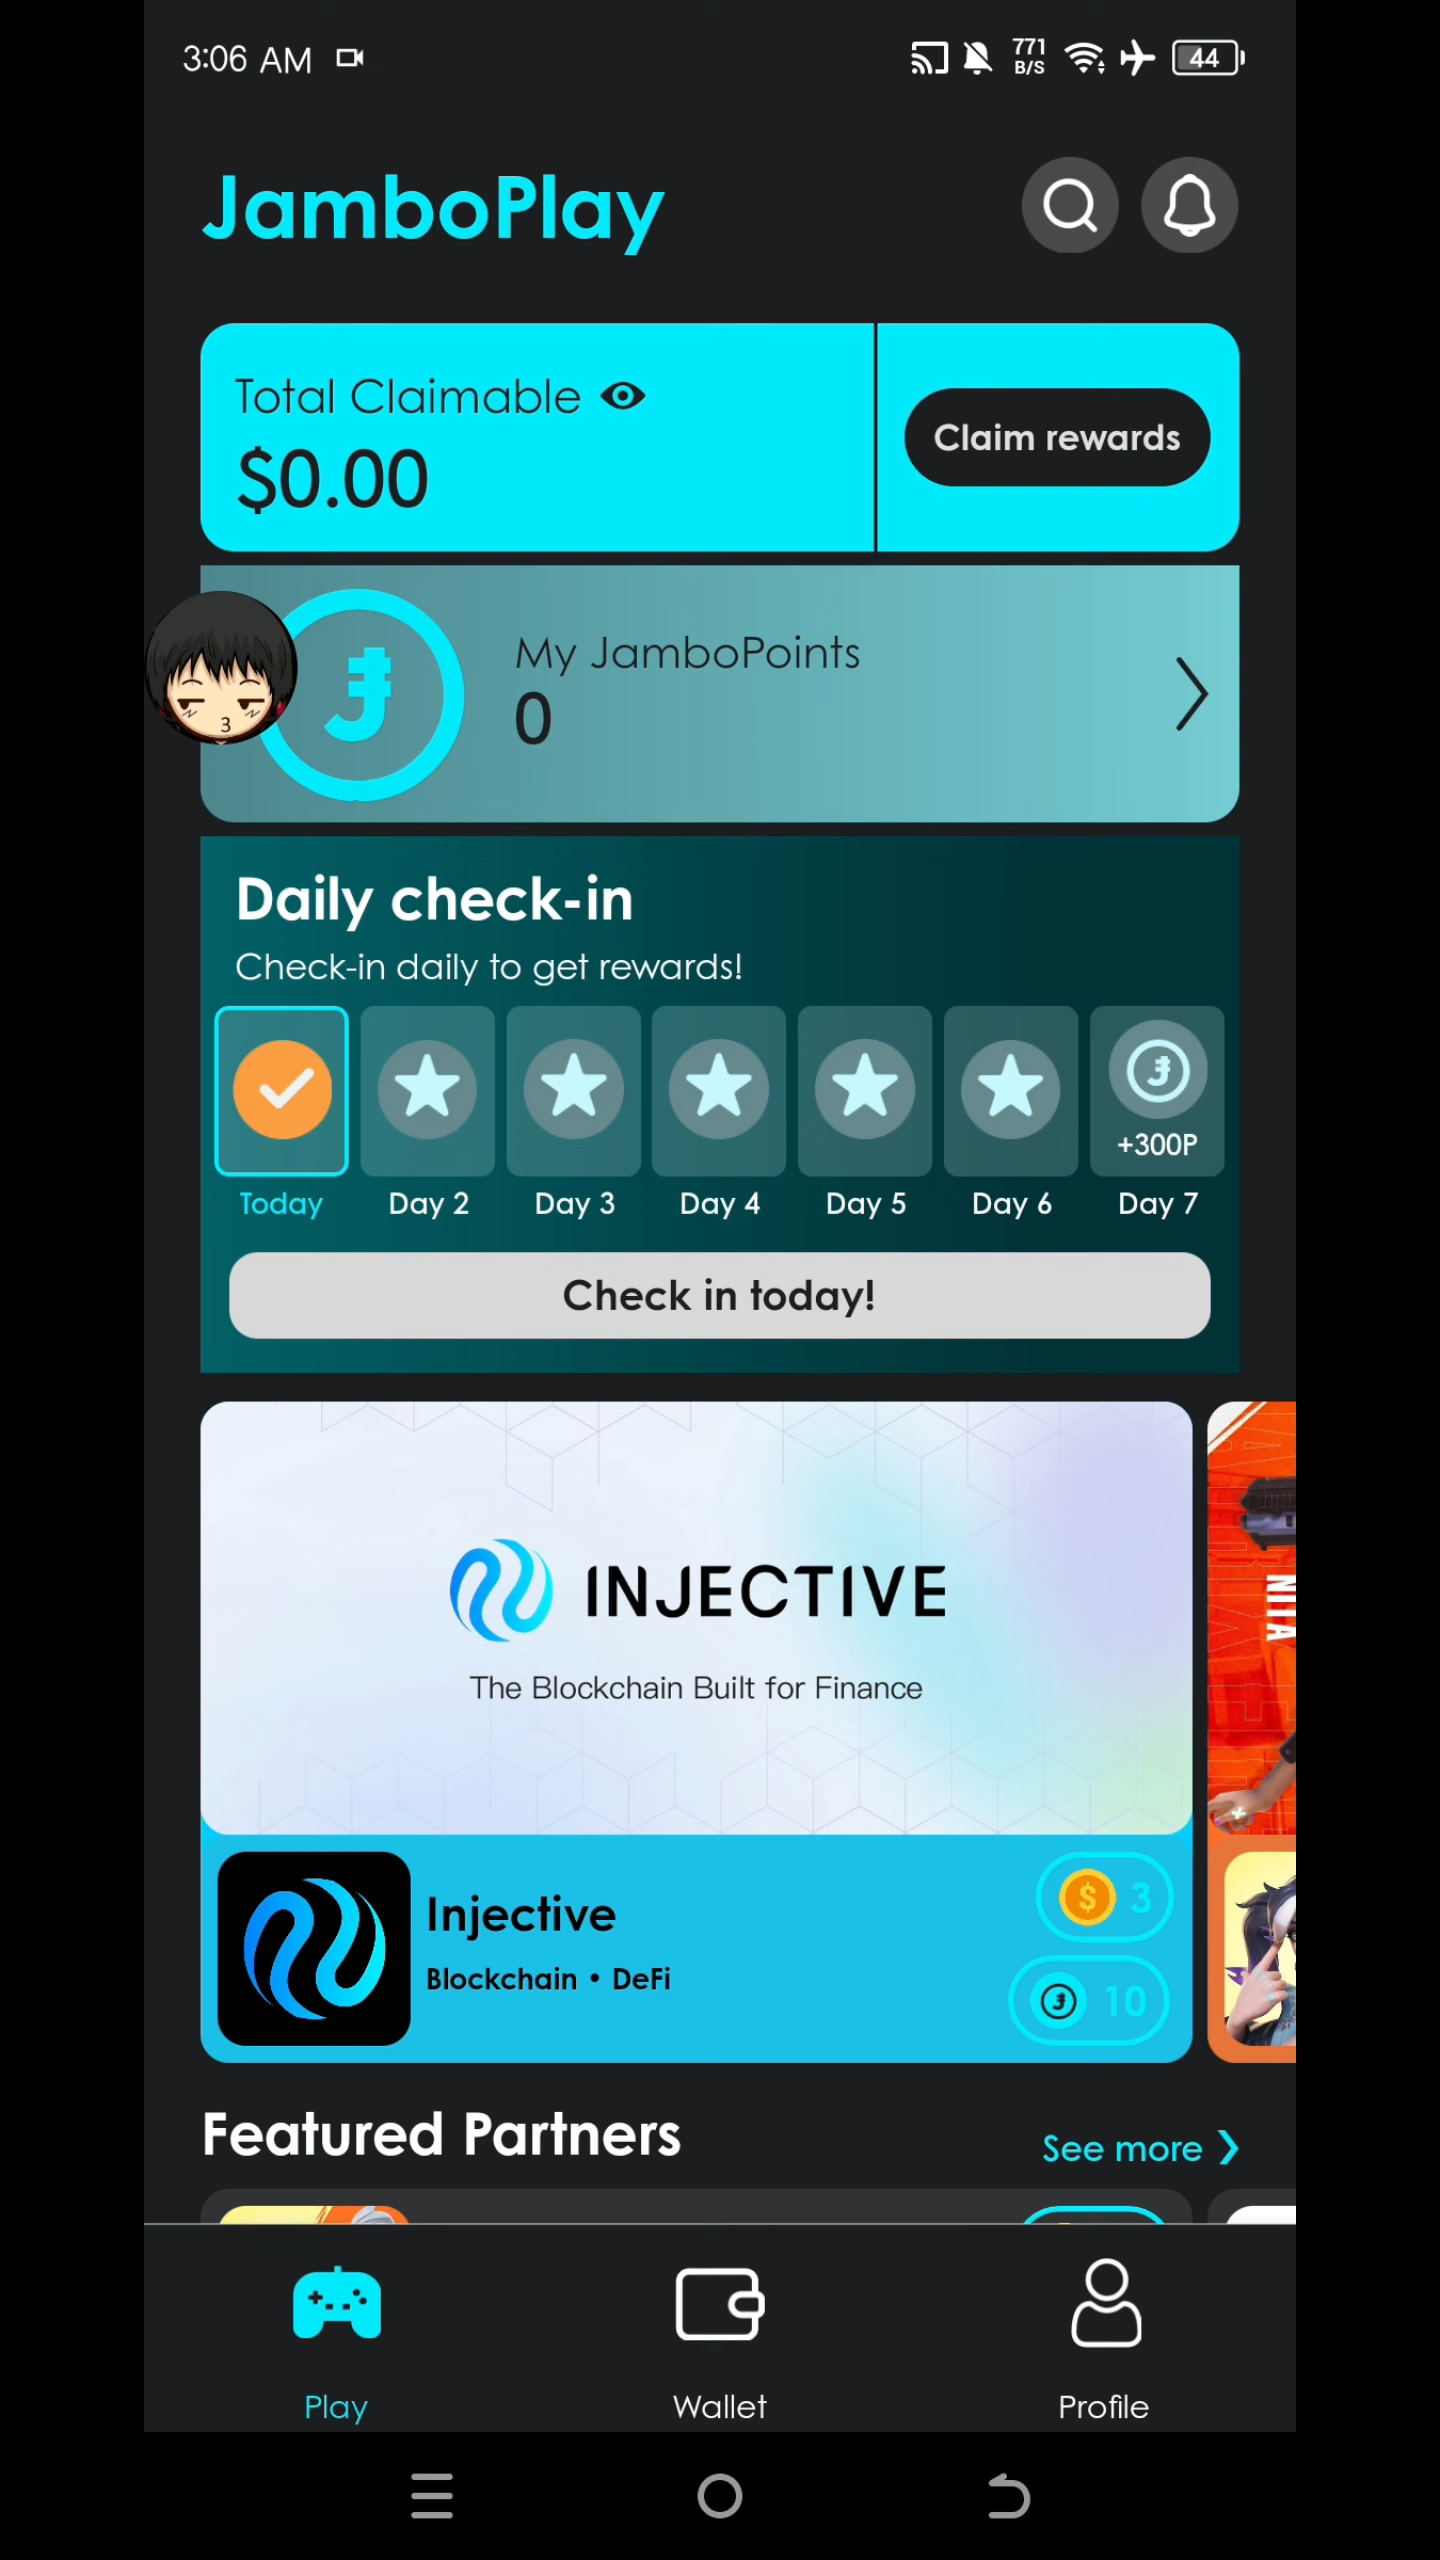 3:06 AM
771
B/S
44
JamboPlay
Total Claimable
$0.00
Claim rewards
3
My JamboPoints
0
Daily check-in
Check-in daily to get rewards!
+300P
Today
Day 2
Day 3
Day 4
Day 5
Day 6
Day 7
Check in today!
INJECTIVE
The Blockchain Built for Finance
Injective
Blockchain • DeFi
$ 3
10
Featured Partners
See more
Play
Wallet
Profile